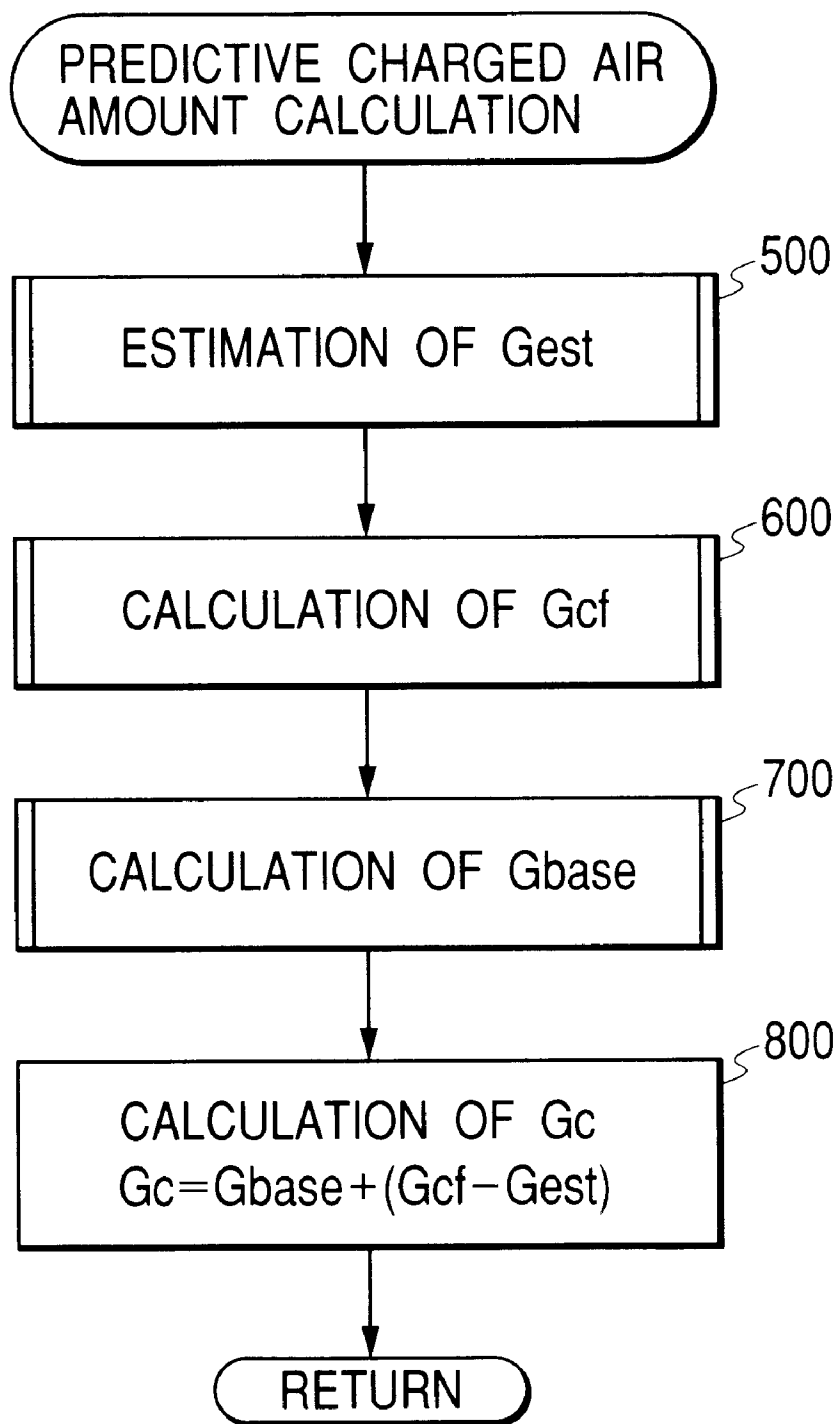 PREDICTIVE CHARGED AIR
AMOUNT CALCULATION
500
ESTIMATION OF Gest
600
CALCULATION OF Gcf
700
CALCULATION OF Gbase
800
CALCULATION OF Gc
Gc=Gbase+(Gcf−Gest)
RETURN